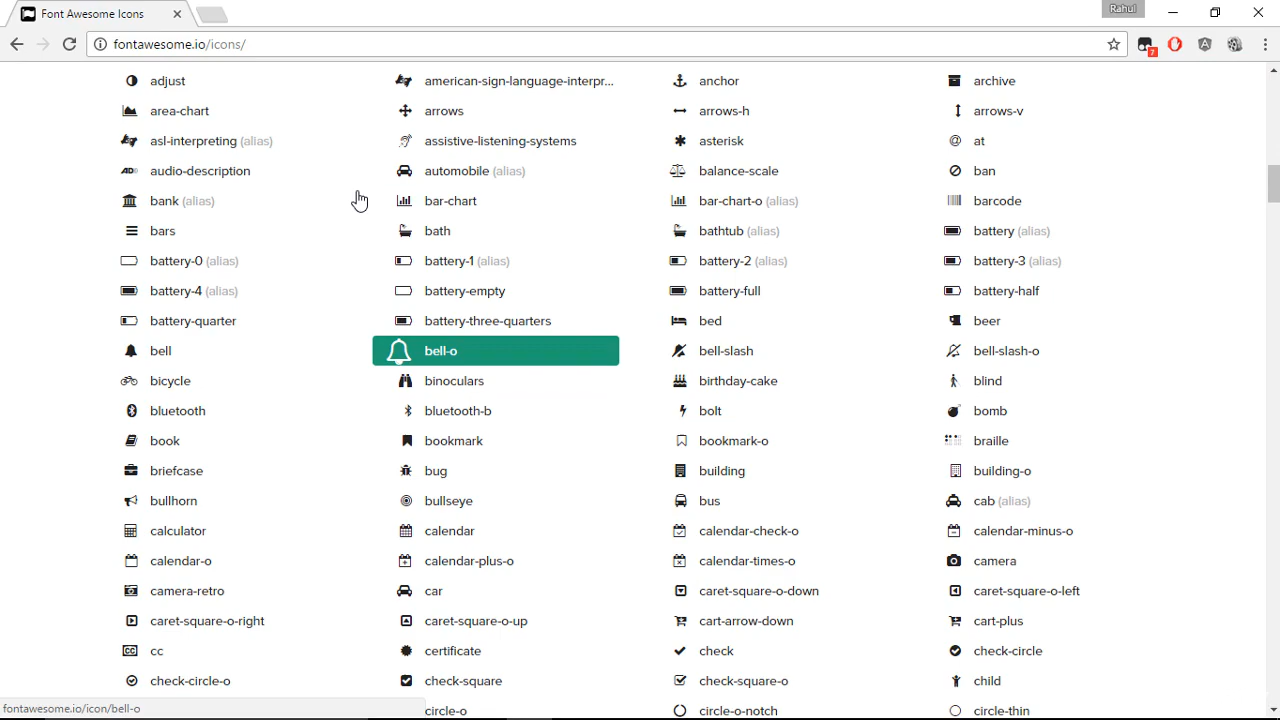 Font Awesome Icons
Rahul
fontawesome.io/icons/
7
adjust american-sign-language-interpr... anchor archive
area-chart arrows arrows-h arrows-v
asl-interpreting (alias) assistive-listening-systems asterisk at
audio-description automobile (alias) balance-scale ban
bank (alias) bar-chart bar-chart-o (alias) barcode
bars bath bathtub (alias) battery (alias)
battery-0 (alias) battery-1 (alias) battery-2 (alias) battery-3 (alias)
battery-4 (alias) battery-empty battery-full battery-half
battery-quarter battery-three-quarters bed beer
bell bell-o bell-slash bell-slash-o
bicycle binoculars birthday-cake blind
bluetooth bluetooth-b bolt bomb
book bookmark bookmark-o braille
briefcase bug building building-o
bullhorn bullseye bus cab (alias)
calculator calendar calendar-check-o calendar-minus-o
calendar-o calendar-plus-o calendar-times-o camera
camera-retro car caret-square-o-down caret-square-o-left
caret-square-o-right caret-square-o-up cart-arrow-down cart-plus
cc certificate check check-circle
check-circle-o check-square check-square-o child
circle-o circle-o-notch circle-thin
fontawesome.io/icon/bell-o